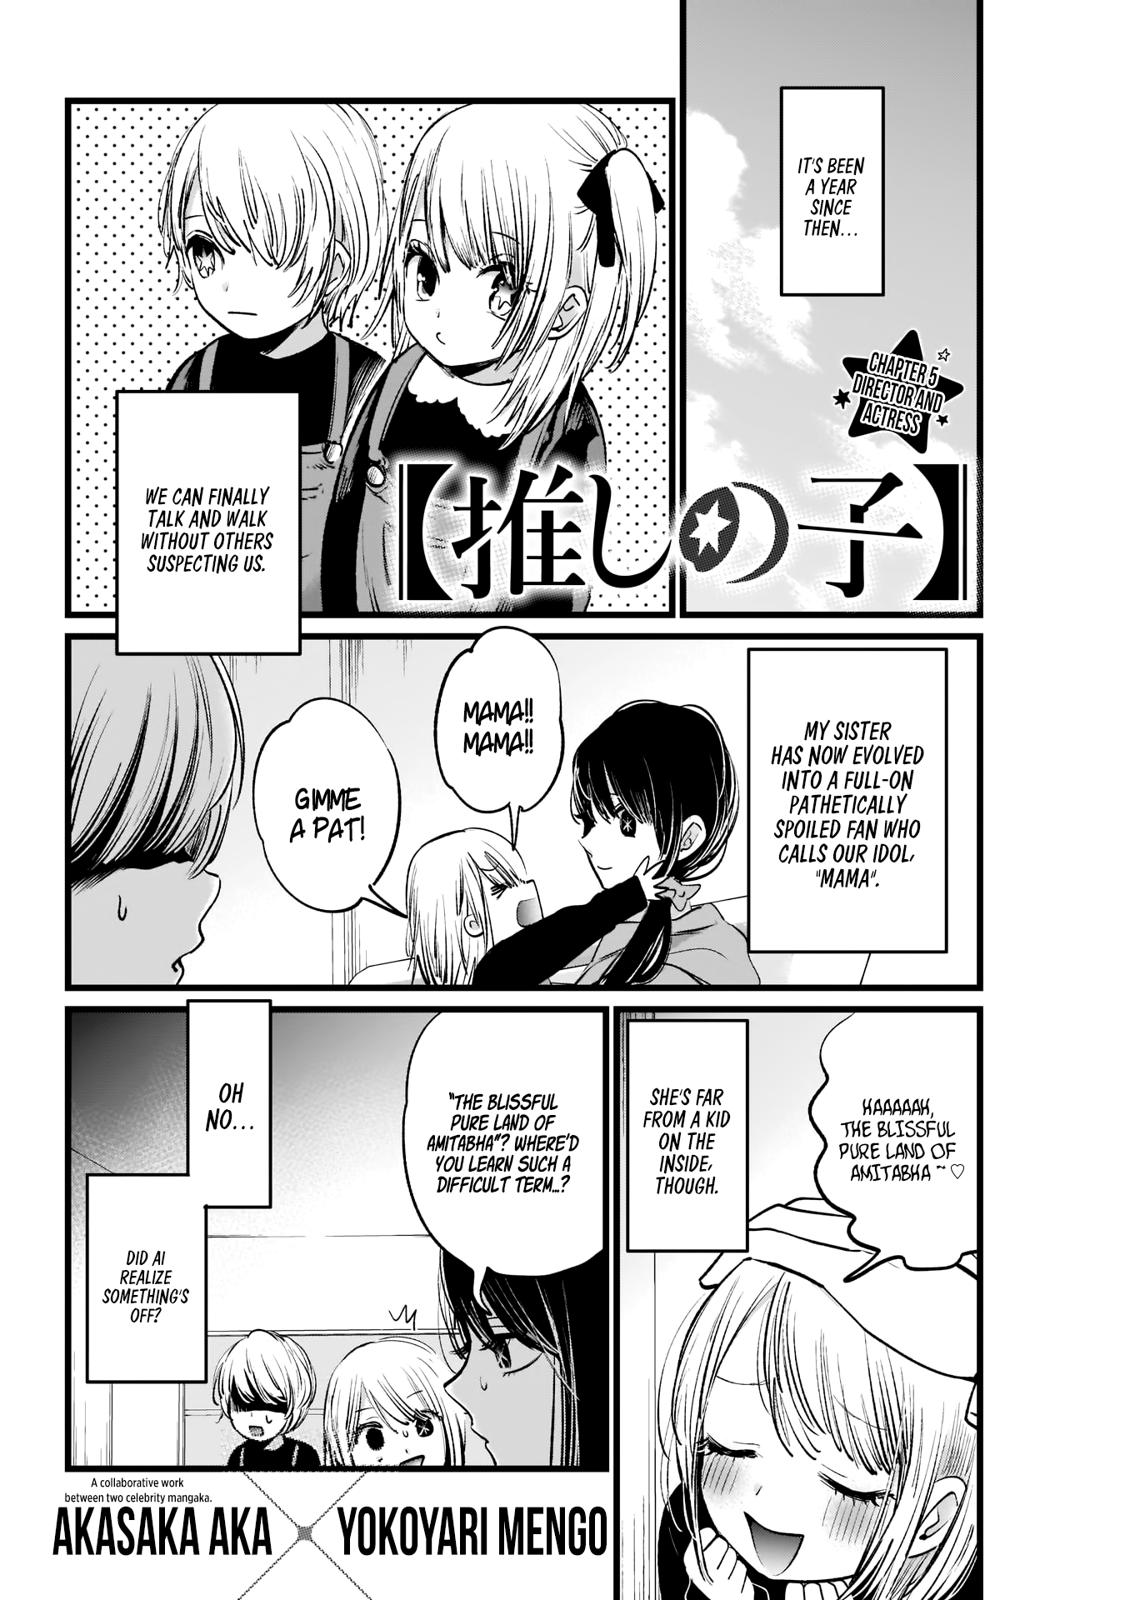 IT'S BEEN
A YEAR
SINCE
THEN...
CHAPTER 5
DIRECTOR AND
ACTRESS
【推しの子】
WE CAN FINALLY
TALK AND WALK
WITHOUT OTHERS
SUSPECTING US.
MY SISTER
HAS NOW EVOLVED
INTO A FULL-ON
PATHETICALLY
SPOILED FAN WHO
CALLS OUR IDOL,
"MAMA".
MAMA!!
MAMA!!
GIMME
A PAT!
HAAAAAH,
THE BLISSFUL
PURE LAND OF
AMITABHA ~ ♡
SHE'S FAR
FROM A KID
ON THE
INSIDE,
THOUGH.
"THE BLISSFUL
PURE LAND OF
AMITABHA"? WHERE'D
YOU LEARN SUCH A
DIFFICULT TERM...?
OH
NO...
DID AI
REALIZE
SOMETHING'S
OFF?
A collaborative work
between two celebrity mangaka.
AKASAKA AKA × YOKOYARI MENGO